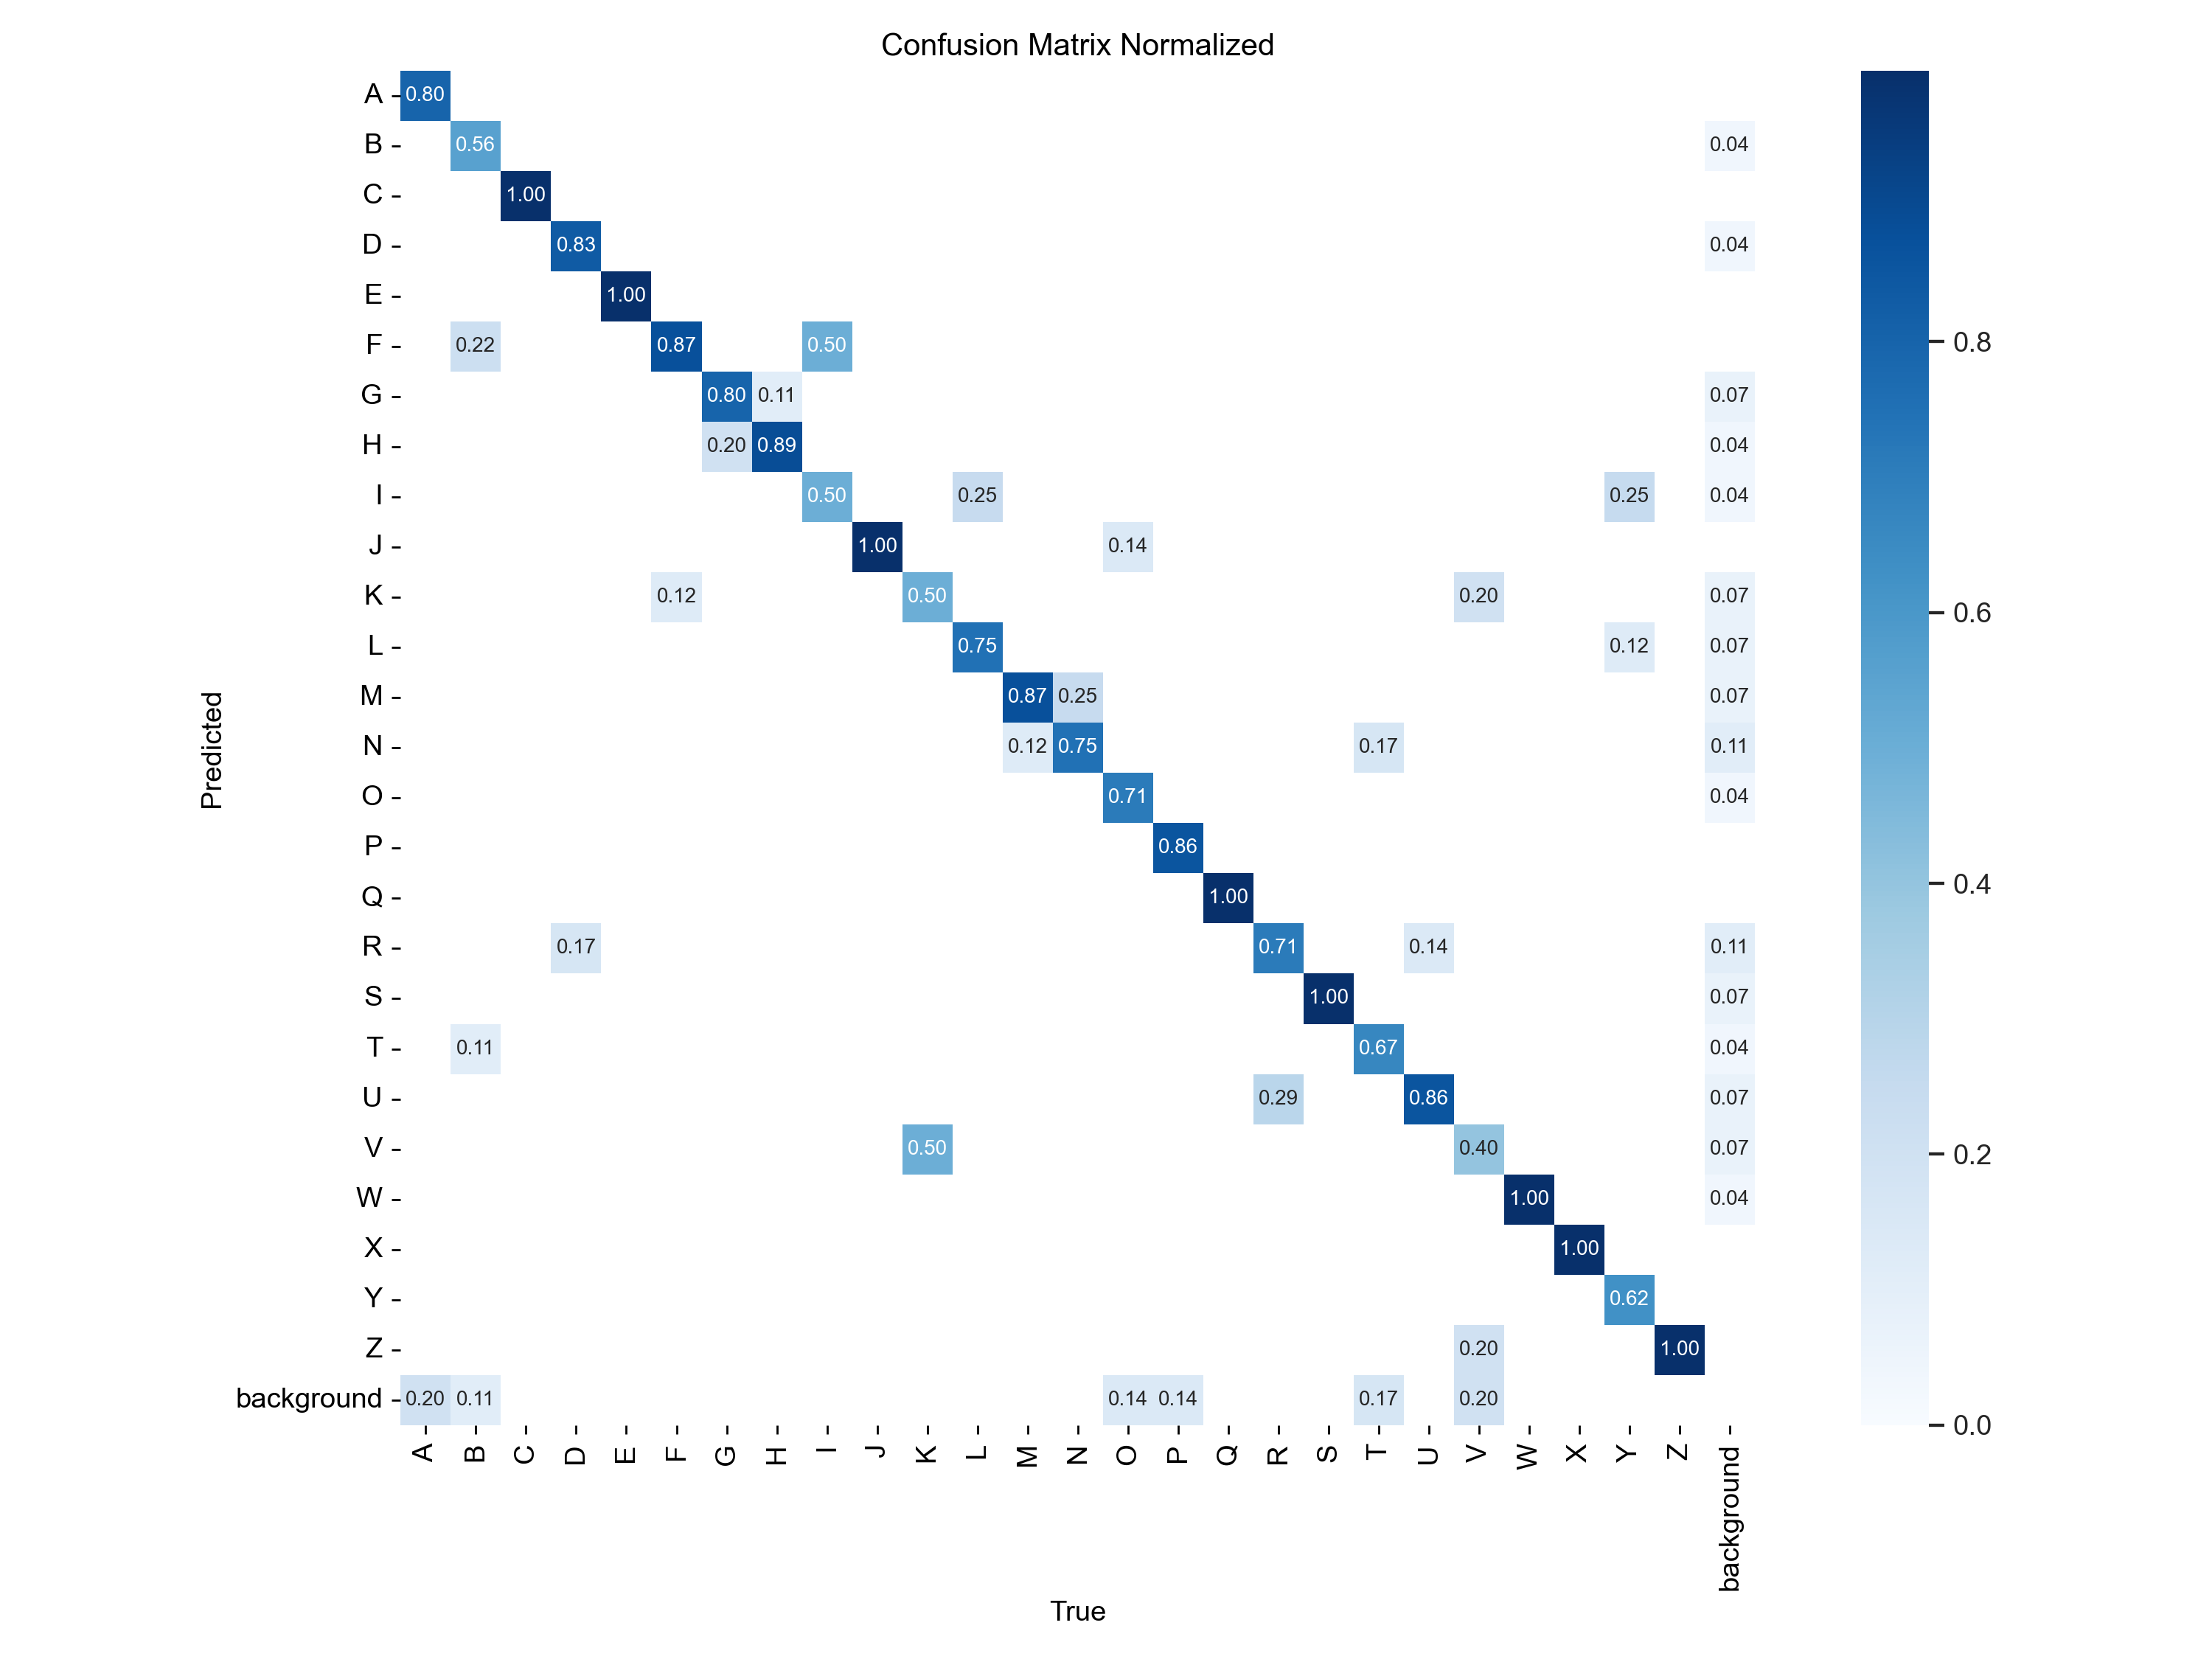 Confusion Matrix Normalized
A 0.80
B 0.56 0.04
C 1.00
D 0.83 0.04
E 1.00
F 0.22 0.87 0.50
G 0.80 0.11 0.07
H 0.20 0.89 0.04
I 0.50 0.25 0.25 0.04
J 1.00 0.14
K 0.12 0.50 0.20 0.07
L 0.75 0.12 0.07
M 0.87 0.25 0.07
N 0.12 0.75 0.17 0.11
O 0.71 0.04
P 0.86
Q 1.00
R 0.17 0.71 0.14 0.11
S 1.00 0.07
T 0.11 0.67 0.04
U 0.29 0.86 0.07
V 0.50 0.40 0.07
W 1.00 0.04
X 1.00
Y 0.62
Z 0.20 1.00
background 0.20 0.11 0.14 0.14 0.17 0.20
A B C D E F G H I J K L M N O P Q R S T U V W X Y Z background
True
Predicted
0.8
0.6
0.4
0.2
0.0